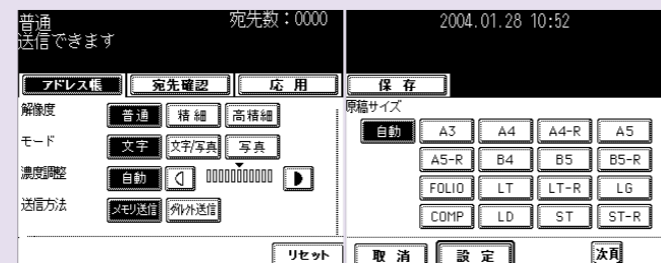 普通 宛先数:0000 2004.01.28 10:52
送信できます
アドレス帳 宛先確認 応用 保存
解像度 普通 精細 高精細
モード 文字 文字/写真 写真
濃度調整 自動
送信方法 メモリ送信 ダイレクト送信
原稿サイズ
自動 A3 A4 A4-R A5
A5-R B4 B5 B5-R
FOLIO LT LT-R LG
COMP LD ST ST-R
リセット 取消 設定 次頁